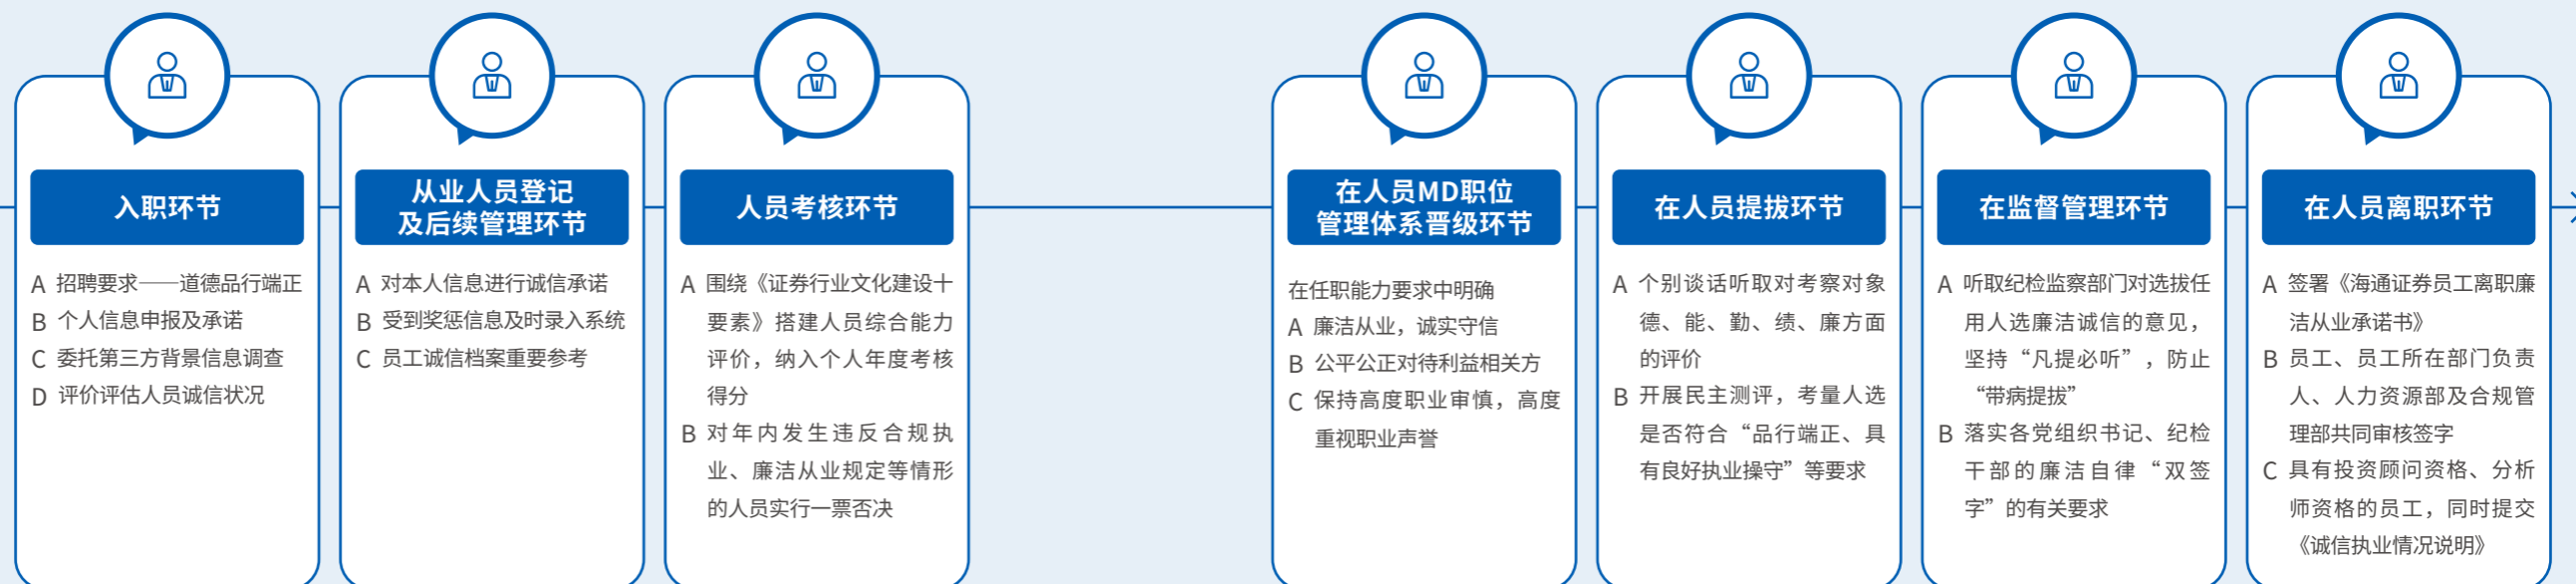 入职环节
A 招聘要求——道德品行端正
B 个人信息申报及承诺
C 委托第三方背景信息调查
D 评价评估人员诚信状况
从业人员登记
及后续管理环节
A 对本人信息进行诚信承诺
B 受到奖惩信息及时录入系统
C 员工诚信档案重要参考
人员考核环节
A 围绕《证券行业文化建设十
要素》搭建人员综合能力
评价，纳入个人年度考核
得分
B 对年内发生违反合规执
业、廉洁从业规定等情形
的人员实行一票否决
在人员MD职位
管理体系晋级环节
在任职能力要求中明确
A 廉洁从业，诚实守信
B 公平公正对待利益相关方
C 保持高度职业审慎，高度
重视职业声誉
在人员提拔环节
A 个别谈话听取对考察对象
德、能、勤、绩、廉方面
的评价
B 开展民主测评，考量人选
是否符合“品行端正、具
有良好执业操守”等要求
在监督管理环节
A 听取纪检监察部门对选拔任
用人选廉洁诚信的意见，
坚持“凡提必听”，防止
“带病提拔”
B 落实各党组织书记、纪检
干部的廉洁自律“双签
字”的有关要求
在人员离职环节
A 签署《海通证券员工离职廉
洁从业承诺书》
B 员工、员工所在部门负责
人、人力资源部及合规管
理部共同审核签字
C 具有投资顾问资格、分析
师资格的员工，同时提交
《诚信执业情况说明》